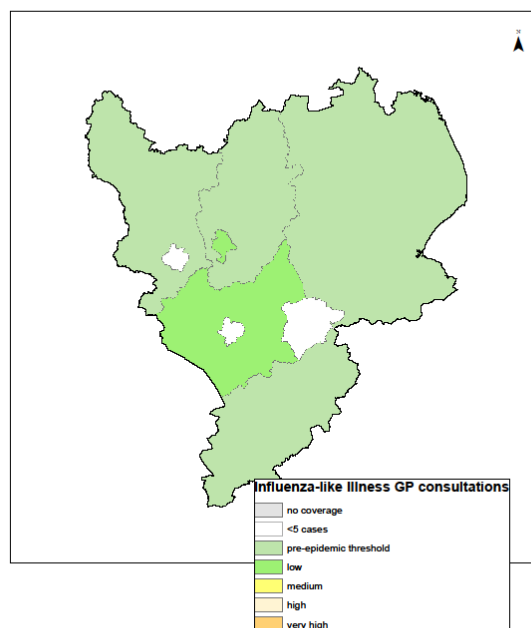 N
Influenza-like Illness GP consultations
no coverage
<5 cases
pre-epidemic threshold
low
medium
high
very high